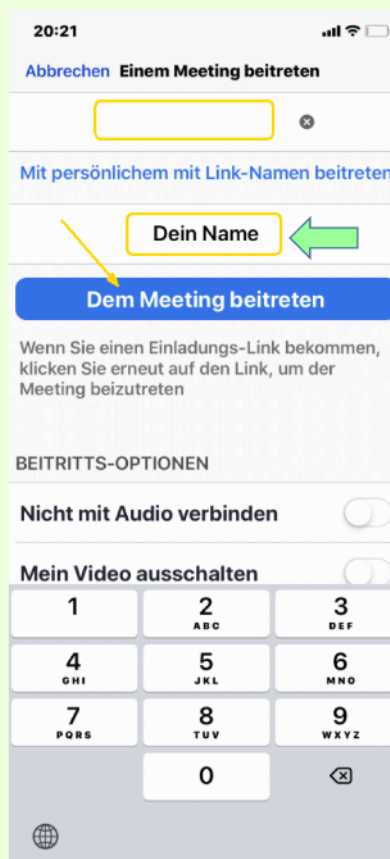 20:21
Abbrechen Einem Meeting beitreten
Mit persönlichem mit Link-Namen beitreten
Dein Name
Dem Meeting beitreten
Wenn Sie einen Einladungs-Link bekommen,
klicken Sie erneut auf den Link, um der
Meeting beizutreten
BEITRITTS-OPTIONEN
Nicht mit Audio verbinden
Mein Video ausschalten
1 2 3
ABC DEF
4 5 6
GHI JKL MNO
7 8 9
PQRS TUV WXYZ
0